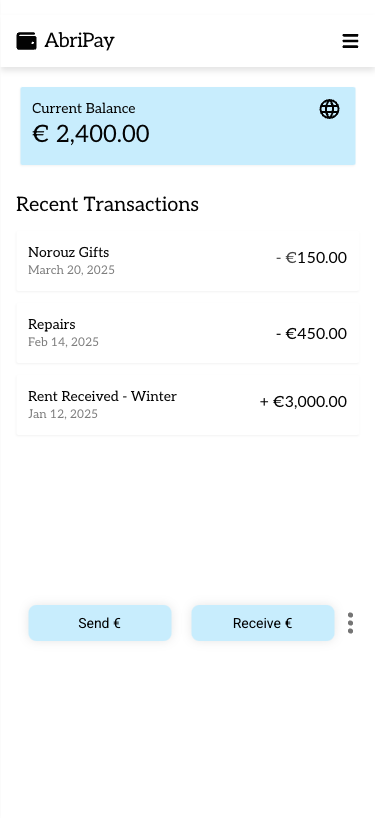 AbriPay
Current Balance
€ 2,400.00
Recent Transactions
Norouz Gifts
- €150.00
March 20, 2025
Repairs
- €450.00
Feb 14, 2025
Rent Received - Winter
+ €3,000.00
Jan 12, 2025
Send €
Receive €